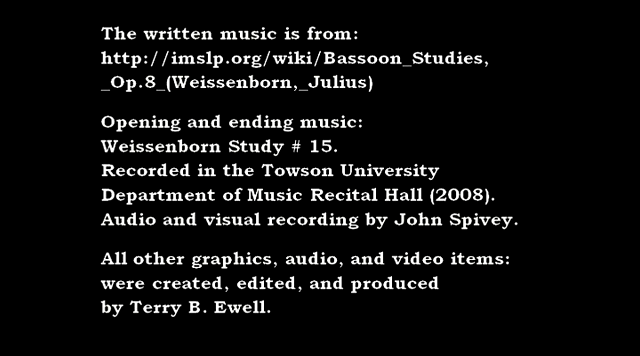 The written music is from:
http://imslp.org/wiki/Bassoon_Studies,
_Op.8_(Weissenborn,_Julius)
Opening and ending music:
Weissenborn Study # 15.
Recorded in the Towson University
Department of Music Recital Hall (2008).
Audio and visual recording by John Spivey.
All other graphics, audio, and video items:
were created, edited, and produced
by Terry B. Ewell.